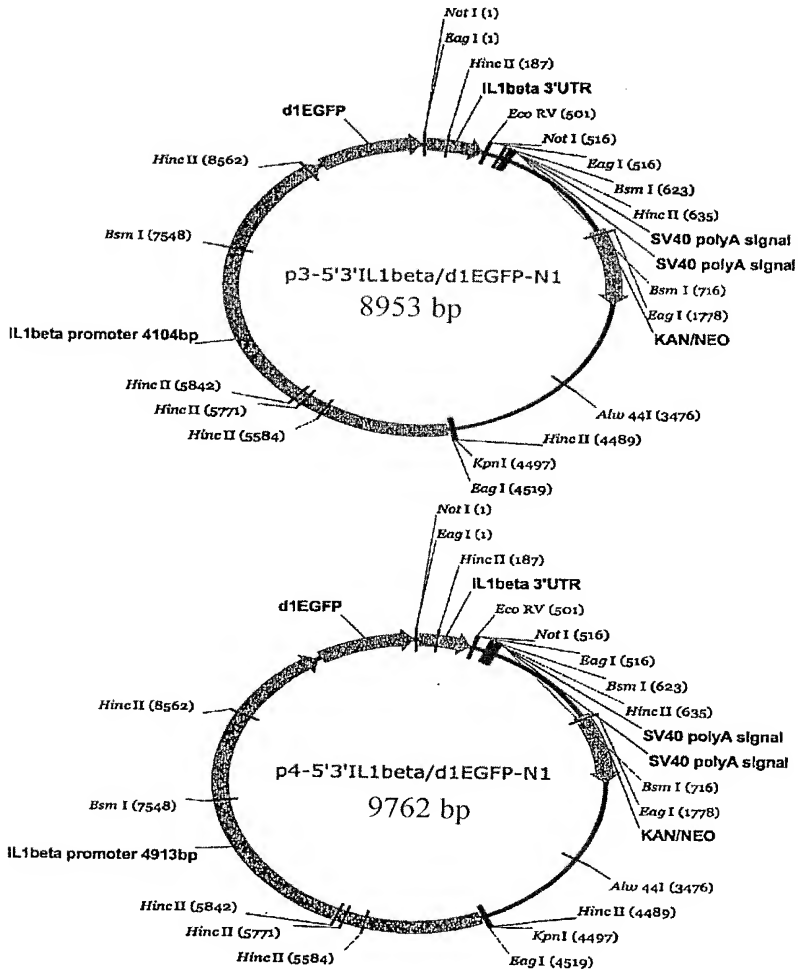 Not I (1)
Eag I (1)
Hinc II (187)
IL1beta 3'UTR
d1EGFP
Eco RV (501)
Not I (516)
Hinc II (8562)
Eag I (516)
Bsm I (623)
Hinc II (635)
Bsm I (7548)
SV40 polyA signal
SV40 polyA signal
p3-5'3'IL1beta/d1EGFP-N1
Bsm I (716)
8953 bp
Eag I (1778)
IL1beta promoter 4104bp
KAN/NEO
Hinc II (5842)
Hinc II (5771)
Alw 44I (3476)
Hinc II (5584)
Hinc II (4489)
KpnI (4497)
Eag I (4519)
Not I (1)
Eag I (1)
Hinc II (187)
IL1beta 3'UTR
d1EGFP
Eco RV (501)
Not I (516)
Eag I (516)
Bsm I (623)
Hinc II (8562)
Hinc II (635)
SV40 polyA signal
SV40 polyA signal
p4-5'3'IL1beta/d1EGFP-N1
Bsm I (716)
Bsm I (7548)
9762 bp
Eag I (1778)
KAN/NEO
IL1beta promoter 4913bp
Alw 44I (3476)
Hinc II (5842)
Hinc II (4489)
Hinc II (5771)
KpnI (4497)
Hinc II (5584)
Eag I (4519)